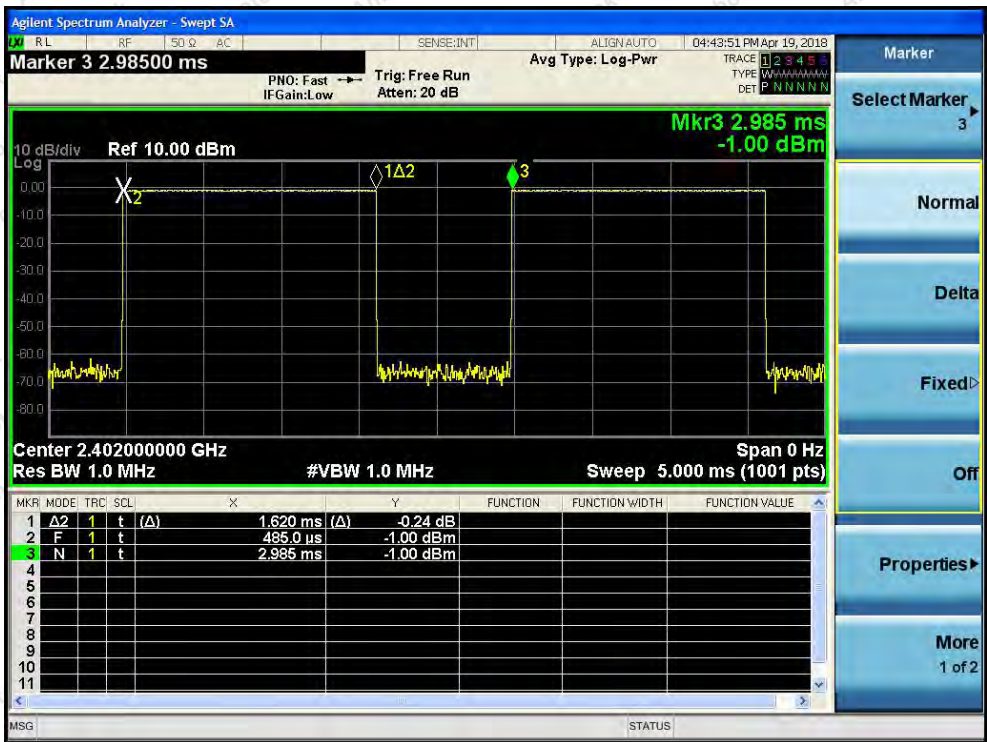 Agilent Spectrum Analyzer - Swept SA
LXI RL RF 50 Ω AC SENSE:INT ALIGNAUTO 04:43:51 PM Apr 19, 2018
Marker 3 2.98500 ms
PNO: Fast Trig: Free Run Avg Type: Log-Pwr TRACE 1 2 3 4 5 6
IFGain:Low Atten: 20 dB TYPE WWWWWW
DET P N N N N N
Mkr3 2.985 ms
10 dB/div Ref 10.00 dBm -1.00 dBm
Log
1Δ2
3
0.00
2
-10.0
-20.0
-30.0
-40.0
-50.0
-60.0
-70.0
-80.0
Center 2.402000000 GHz Span 0 Hz
Res BW 1.0 MHz #VBW 1.0 MHz Sweep 5.000 ms (1001 pts)
MKR MODE TRC SCL X Y FUNCTION FUNCTION WIDTH FUNCTION VALUE
1 Δ2 1 t (Δ) 1.620 ms (Δ) -0.24 dB
2 F 1 t 485.0 µs -1.00 dBm
3 N 1 t 2.985 ms -1.00 dBm
4
5
6
7
8
9
10
11
MSG STATUS
Marker
Select Marker
3
Normal
Delta
Fixed
Off
Properties
More
1 of 2